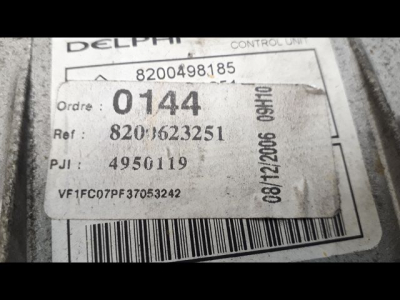 DELPHI
CONTROL UNIT
8200498185
Ordre : 0144
Ref : 8200623251
PJI : 4950119
VF1FC07PF37053242
08/12/2006 09H10